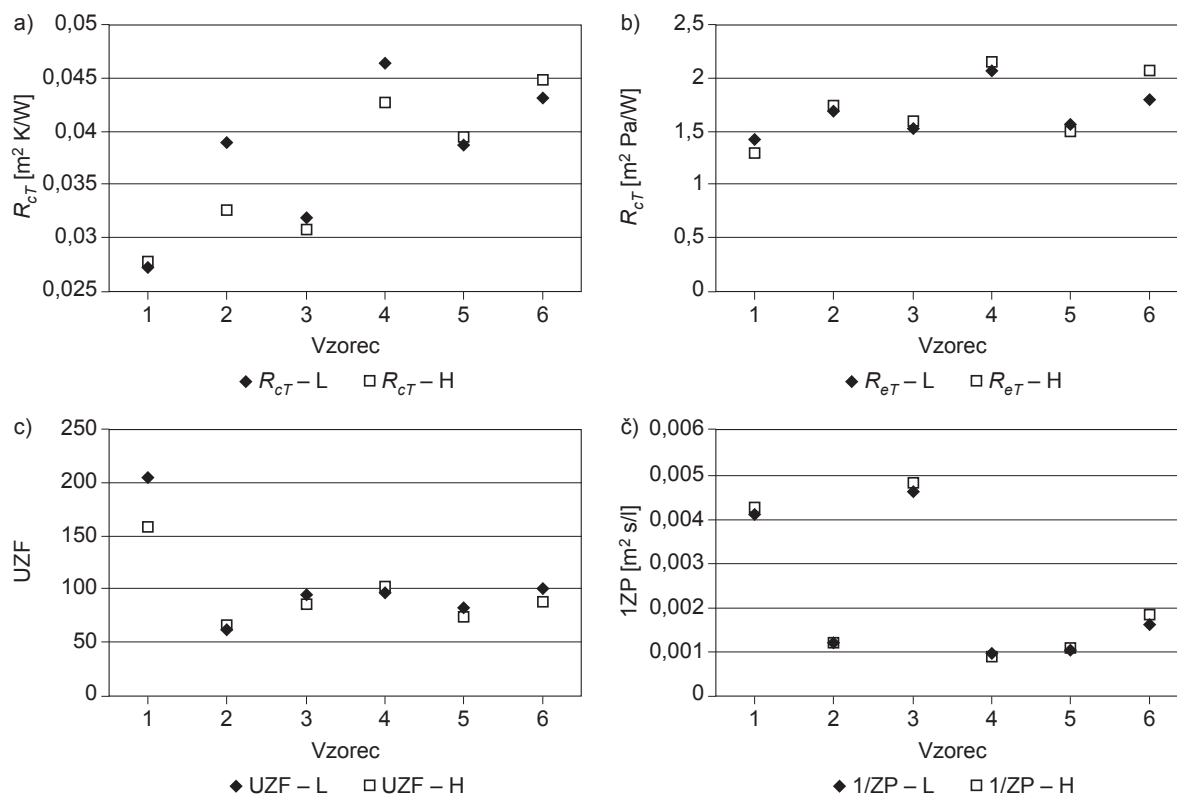 a)
0,05
0,045
0,04
0,035
0,03
0,025
R_cT [m² K/W]
1 2 3 4 5 6
Vzorec
R_cT – L R_cT – H
b)
2,5
2
1,5
1
0,5
0
R_cT [m² Pa/W]
1 2 3 4 5 6
Vzorec
R_eT – L R_eT – H
c)
250
200
150
100
50
0
UZF
1 2 3 4 5 6
Vzorec
UZF – L UZF – H
č)
0,006
0,005
0,004
0,003
0,002
0,001
0
1ZP [m² s/l]
1 2 3 4 5 6
Vzorec
1/ZP – L 1/ZP – H